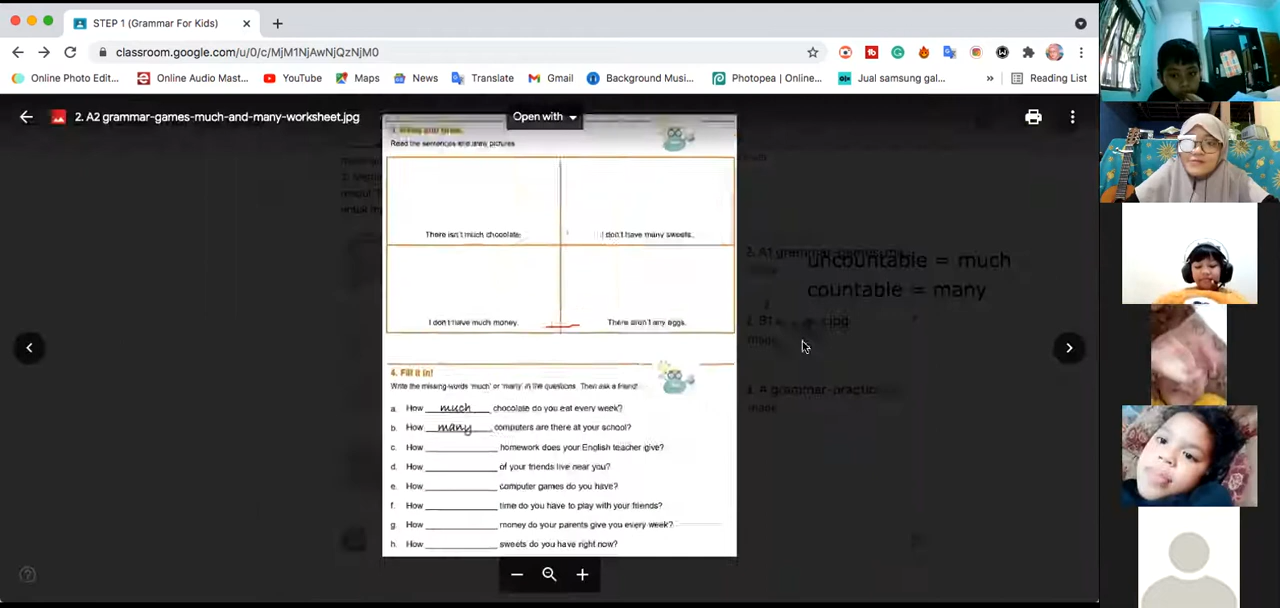 STEP 1 (Grammar For Kids)
classroom.google.com/u/0/c/MjM1NjAwNjQzNjM0
Online Photo Edit... Online Audio Mast... YouTube Maps News Translate Gmail Background Musi... Photopea | Online... Jual samsung gal... » Reading List
2. A2 grammar-games-much-and-many-worksheet.jpg
Open with
Read the sentences and draw pictures
There isn't much chocolate.
I don't have many sweets.
I don't have much money.
There aren't any eggs.
uncountable = much
countable = many
4. Fill it in!
Write the missing words 'much' or 'many' in the questions. Then ask a friend!
a. How much chocolate do you eat every week?
b. How many computers are there at your school?
c. How __________ homework does your English teacher give?
d. How __________ of your friends live near you?
e. How __________ computer games do you have?
f. How __________ time do you have to play with your friends?
g. How __________ money do your parents give you every week?
h. How __________ sweets do you have right now?